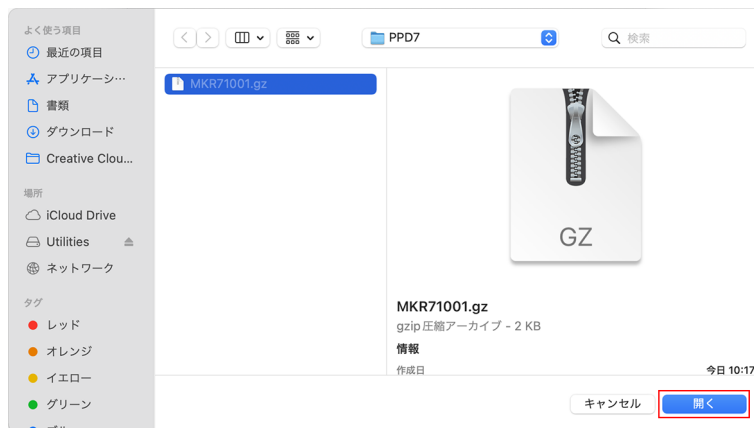 よく使う項目
最近の項目
アプリケーシ…
書類
ダウンロード
Creative Clou...
場所
iCloud Drive
Utilities
ネットワーク
タグ
レッド
オレンジ
イエロー
グリーン
PPD7
検索
MKR71001.gz
GZ
MKR71001.gz
gzip圧縮アーカイブ - 2 KB
情報
作成日 今日 10:17
キャンセル
開く